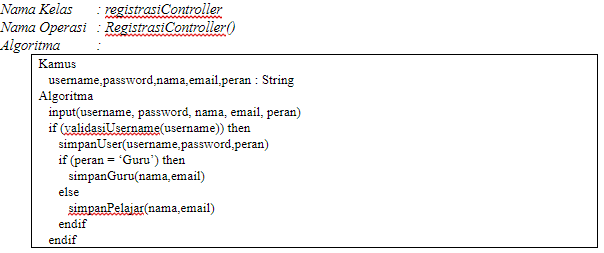 Nama Kelas : registrasiController
Nama Operasi : RegistrasiController()
Algoritma :
Kamus
username,password,nama,email,peran : String
Algoritma
input(username, password, nama, email, peran)
if (validasiUsername(username)) then
simpanUser(username,password,peran)
if (peran = ‘Guru’) then
simpanGuru(nama,email)
else
simpanPelajar(nama,email)
endif
endif